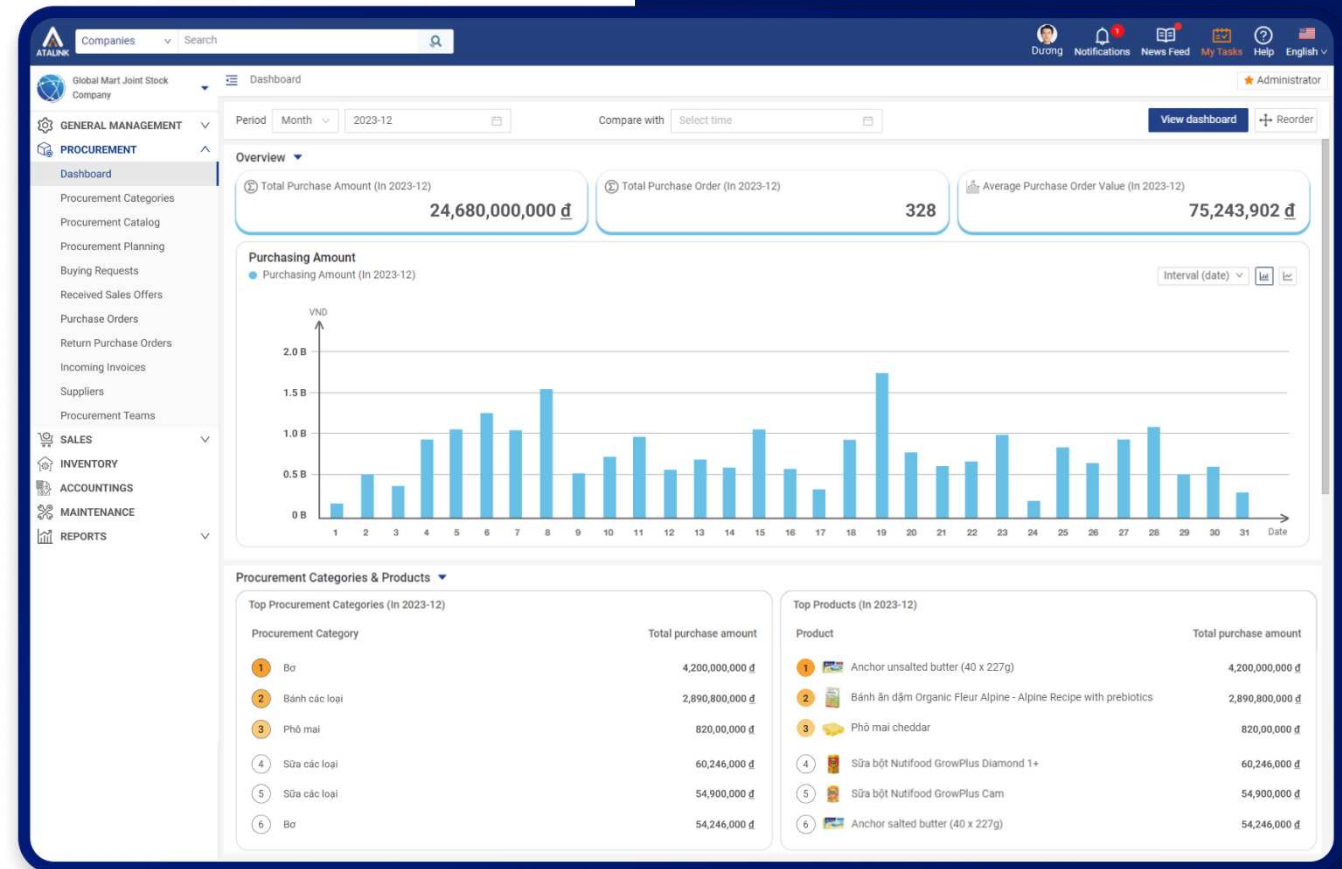 ATALINK
Companies
Search
Dương
Notifications
1
News Feed
My Tasks
Help
English
Global Mart Joint Stock
Company
Dashboard
Administrator
GENERAL MANAGEMENT
PROCUREMENT
Dashboard
Procurement Categories
Procurement Catalog
Procurement Planning
Buying Requests
Received Sales Offers
Purchase Orders
Return Purchase Orders
Incoming Invoices
Suppliers
Procurement Teams
SALES
INVENTORY
ACCOUNTINGS
MAINTENANCE
REPORTS
Period Month 2023-12 Compare with Select time View dashboard Reorder
Overview
Total Purchase Amount (In 2023-12)
24,680,000,000 đ
Total Purchase Order (In 2023-12)
328
Average Purchase Order Value (In 2023-12)
75,243,902 đ
Purchasing Amount
Purchasing Amount (In 2023-12)
Interval (date)
VND
2.0 B
1.5 B
1.0 B
0.5 B
0 B
1 2 3 4 5 6 7 8 9 10 11 12 13 14 15 16 17 18 19 20 21 22 23 24 25 26 27 28 29 30 31 Date
Procurement Categories & Products
Top Procurement Categories (In 2023-12)
Procurement Category Total purchase amount
1 Bơ 4,200,000,000 đ
2 Bánh các loại 2,890,800,000 đ
3 Phô mai 820,00,000 đ
4 Sữa các loại 60,246,000 đ
5 Sữa các loại 54,900,000 đ
6 Bơ 54,246,000 đ
Top Products (In 2023-12)
Product Total purchase amount
1 Anchor unsalted butter (40 x 227g) 4,200,000,000 đ
2 Bánh ăn dặm Organic Fleur Alpine - Alpine Recipe with prebiotics 2,890,800,000 đ
3 Phô mai cheddar 820,00,000 đ
4 Sữa bột Nutifood GrowPlus Diamond 1+ 60,246,000 đ
5 Sữa bột Nutifood GrowPlus Cam 54,900,000 đ
6 Anchor salted butter (40 x 227g) 54,246,000 đ